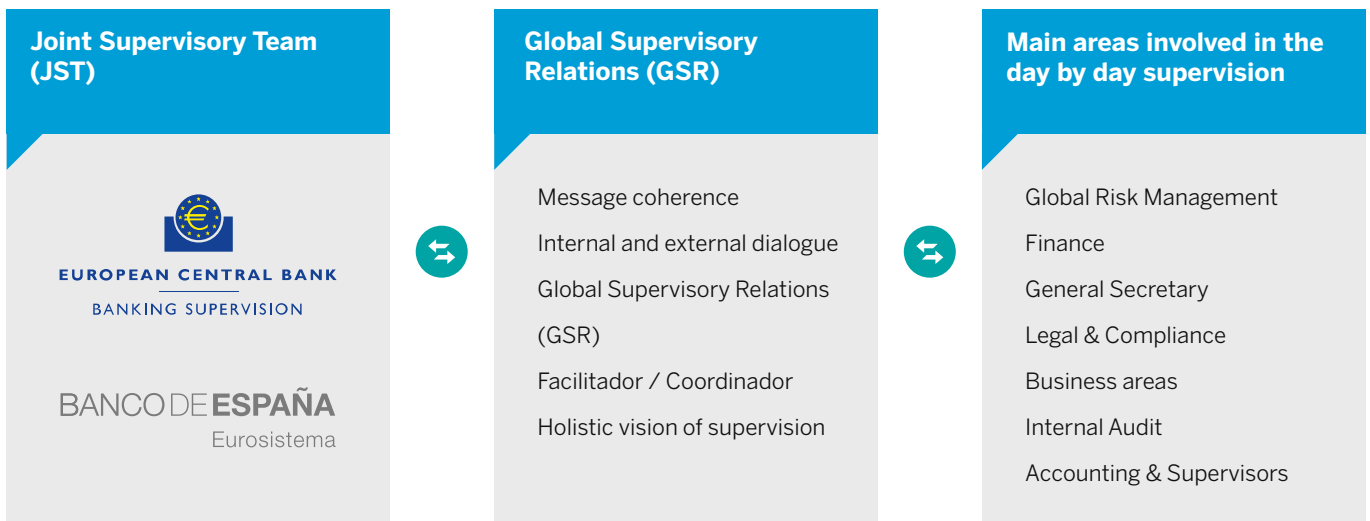 Joint Supervisory Team
(JST)
€
EUROPEAN CENTRAL BANK
BANKING SUPERVISION
BANCO DE ESPAÑA
Eurosistema
Global Supervisory
Relations (GSR)
Message coherence
Internal and external dialogue
Global Supervisory Relations
(GSR)
Facilitador / Coordinador
Holistic vision of supervision
Main areas involved in the
day by day supervision
Global Risk Management
Finance
General Secretary
Legal & Compliance
Business areas
Internal Audit
Accounting & Supervisors